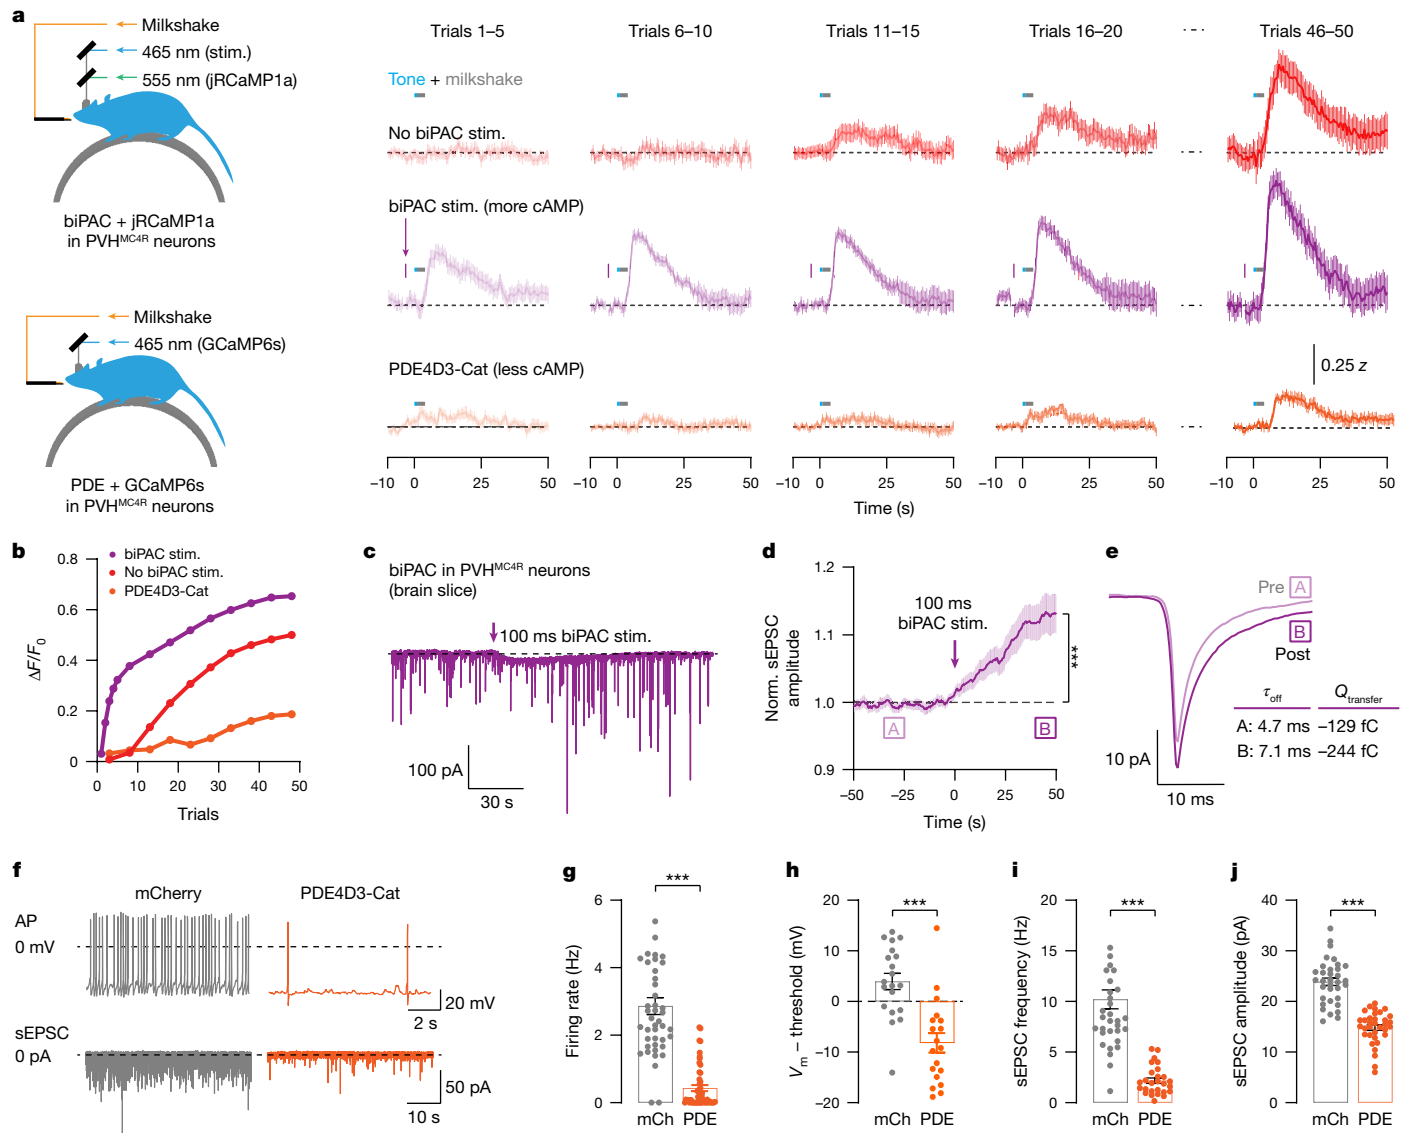 a
Milkshake
465 nm (stim.)
555 nm (jRCaMP1a)
biPAC + jRCaMP1a
in PVHMC4R neurons
Milkshake
465 nm (GCaMP6s)
PDE + GCaMP6s
in PVHMC4R neurons
Trials 1–5 Trials 6–10 Trials 11–15 Trials 16–20 Trials 46–50
Tone + milkshake
No biPAC stim.
biPAC stim. (more cAMP)
PDE4D3-Cat (less cAMP)
0.25 z
–10 0 25 50 –10 0 25 50 –10 0 25 50 –10 0 25 50 –10 0 25 50
Time (s)
b
biPAC stim.
No biPAC stim.
PDE4D3-Cat
ΔF/F0
0.8
0.6
0.4
0.2
0
0 10 20 30 40 50
Trials
c
biPAC in PVHMC4R neurons
(brain slice)
100 ms biPAC stim.
100 pA
30 s
d
Norm. sEPSC
amplitude
1.2
1.1
1.0
0.9
100 ms
biPAC stim.
***
A
B
–50 –25 0 25 50
Time (s)
e
Pre A
B
Post
τoff Qtransfer
A: 4.7 ms –129 fC
B: 7.1 ms –244 fC
10 pA
10 ms
f
mCherry PDE4D3-Cat
AP
0 mV
20 mV
2 s
sEPSC
0 pA
50 pA
10 s
g
***
Firing rate (Hz)
6
4
2
0
mCh PDE
h
***
Vm – threshold (mV)
20
10
0
–10
–20
mCh PDE
i
***
sEPSC frequency (Hz)
20
15
10
5
0
mCh PDE
j
***
sEPSC amplitude (pA)
40
30
20
10
0
mCh PDE